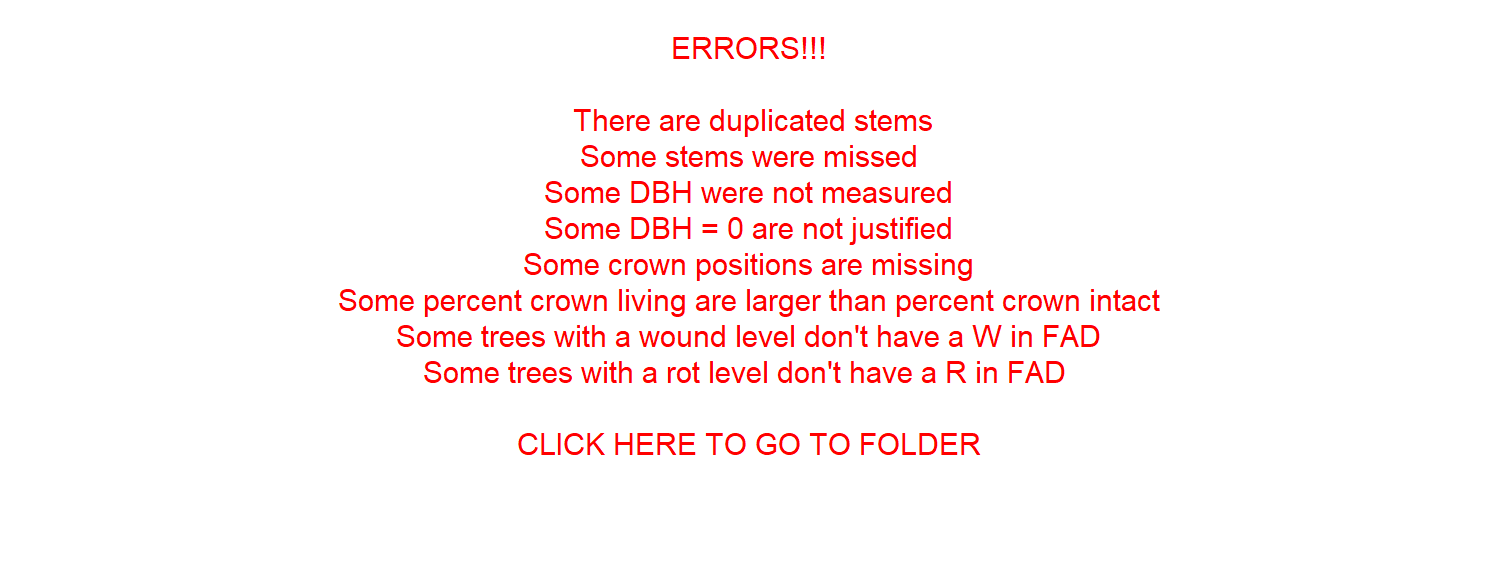 ERRORS!!!
There are duplicated stems
Some stems were missed
Some DBH were not measured
Some DBH = 0 are not justified
Some crown positions are missing
Some percent crown living are larger than percent crown intact
Some trees with a wound level don't have a W in FAD
Some trees with a rot level don't have a R in FAD
CLICK HERE TO GO TO FOLDER